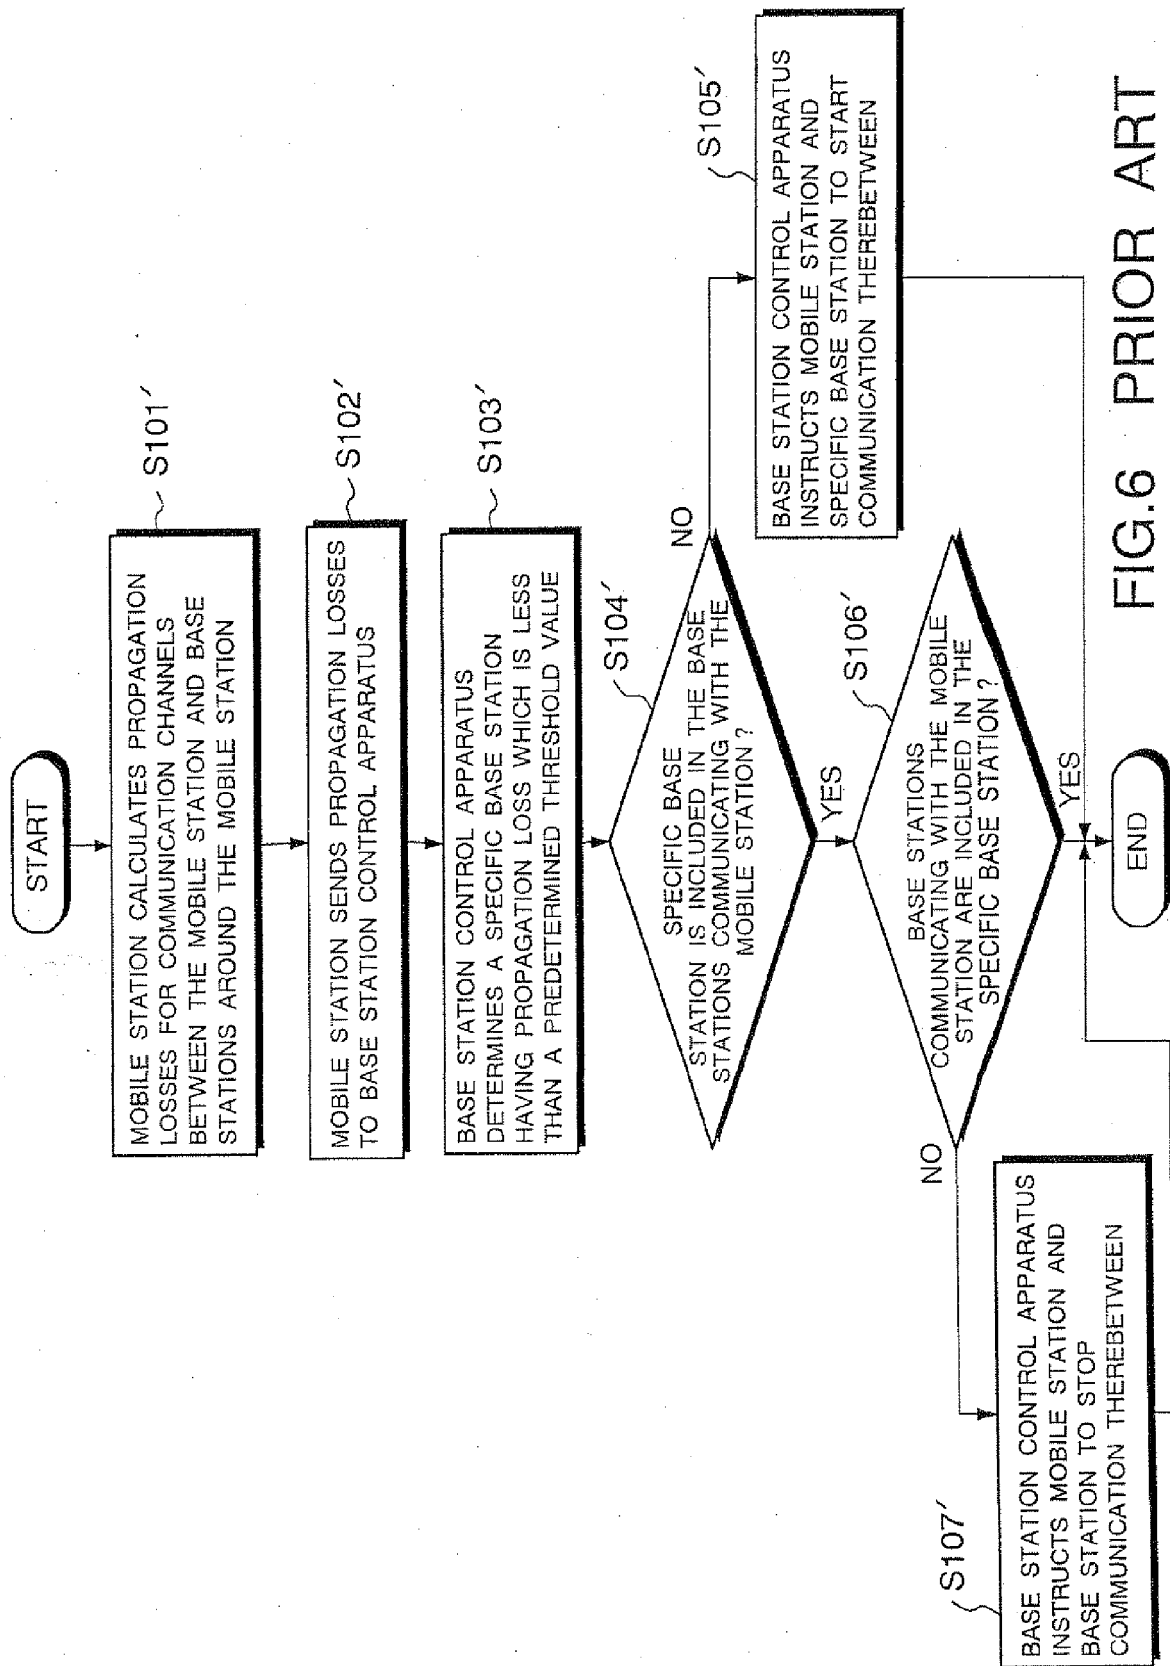 START
MOBILE STATION CALCULATES PROPAGATION
LOSSES FOR COMMUNICATION CHANNELS
BETWEEN THE MOBILE STATION AND BASE
STATIONS AROUND THE MOBILE STATION
S101′
MOBILE STATION SENDS PROPAGATION LOSSES
TO BASE STATION CONTROL APPARATUS
S102′
BASE STATION CONTROL APPARATUS
DETERMINES A SPECIFIC BASE STATION
HAVING PROPAGATION LOSS WHICH IS LESS
THAN A PREDETERMINED THRESHOLD VALUE
S103′
SPECIFIC BASE
STATION IS INCLUDED IN THE BASE
STATIONS COMMUNICATING WITH THE
MOBILE STATION ?
S104′
NO
YES
BASE STATION CONTROL APPARATUS
INSTRUCTS MOBILE STATION AND
SPECIFIC BASE STATION TO START
COMMUNICATION THEREBETWEEN
S105′
BASE STATIONS
COMMUNICATING WITH THE MOBILE
STATION ARE INCLUDED IN THE
SPECIFIC BASE STATION ?
S106′
NO
YES
BASE STATION CONTROL APPARATUS
INSTRUCTS MOBILE STATION AND
BASE STATION TO STOP
COMMUNICATION THEREBETWEEN
S107′
END
FIG.6 PRIOR ART